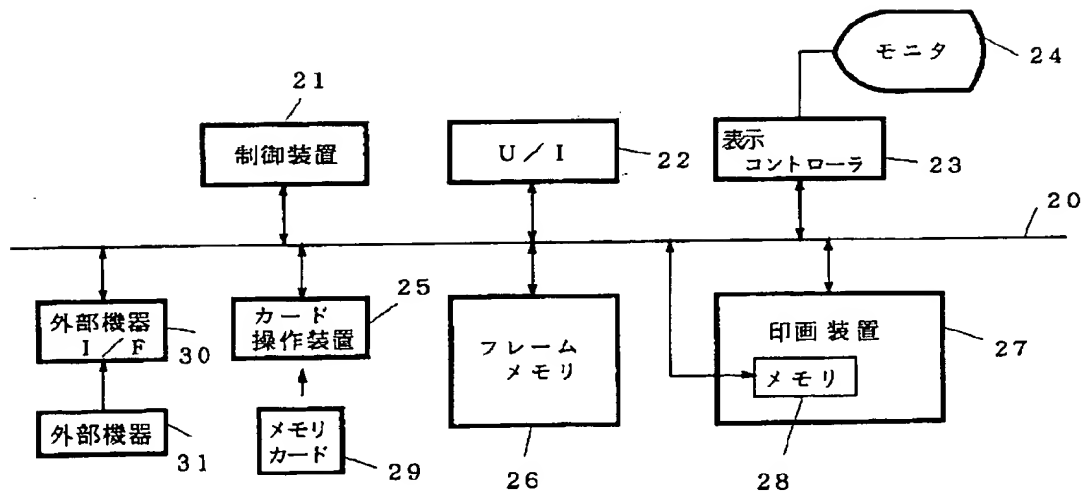 モニタ
24
21
制御装置
U／I
22
表示
コントローラ
23
20
外部機器
I／F
30
25
カード
操作装置
フレーム
メモリ
印画装置
27
メモリ
外部機器
31
メモリ
カード
29
26
28